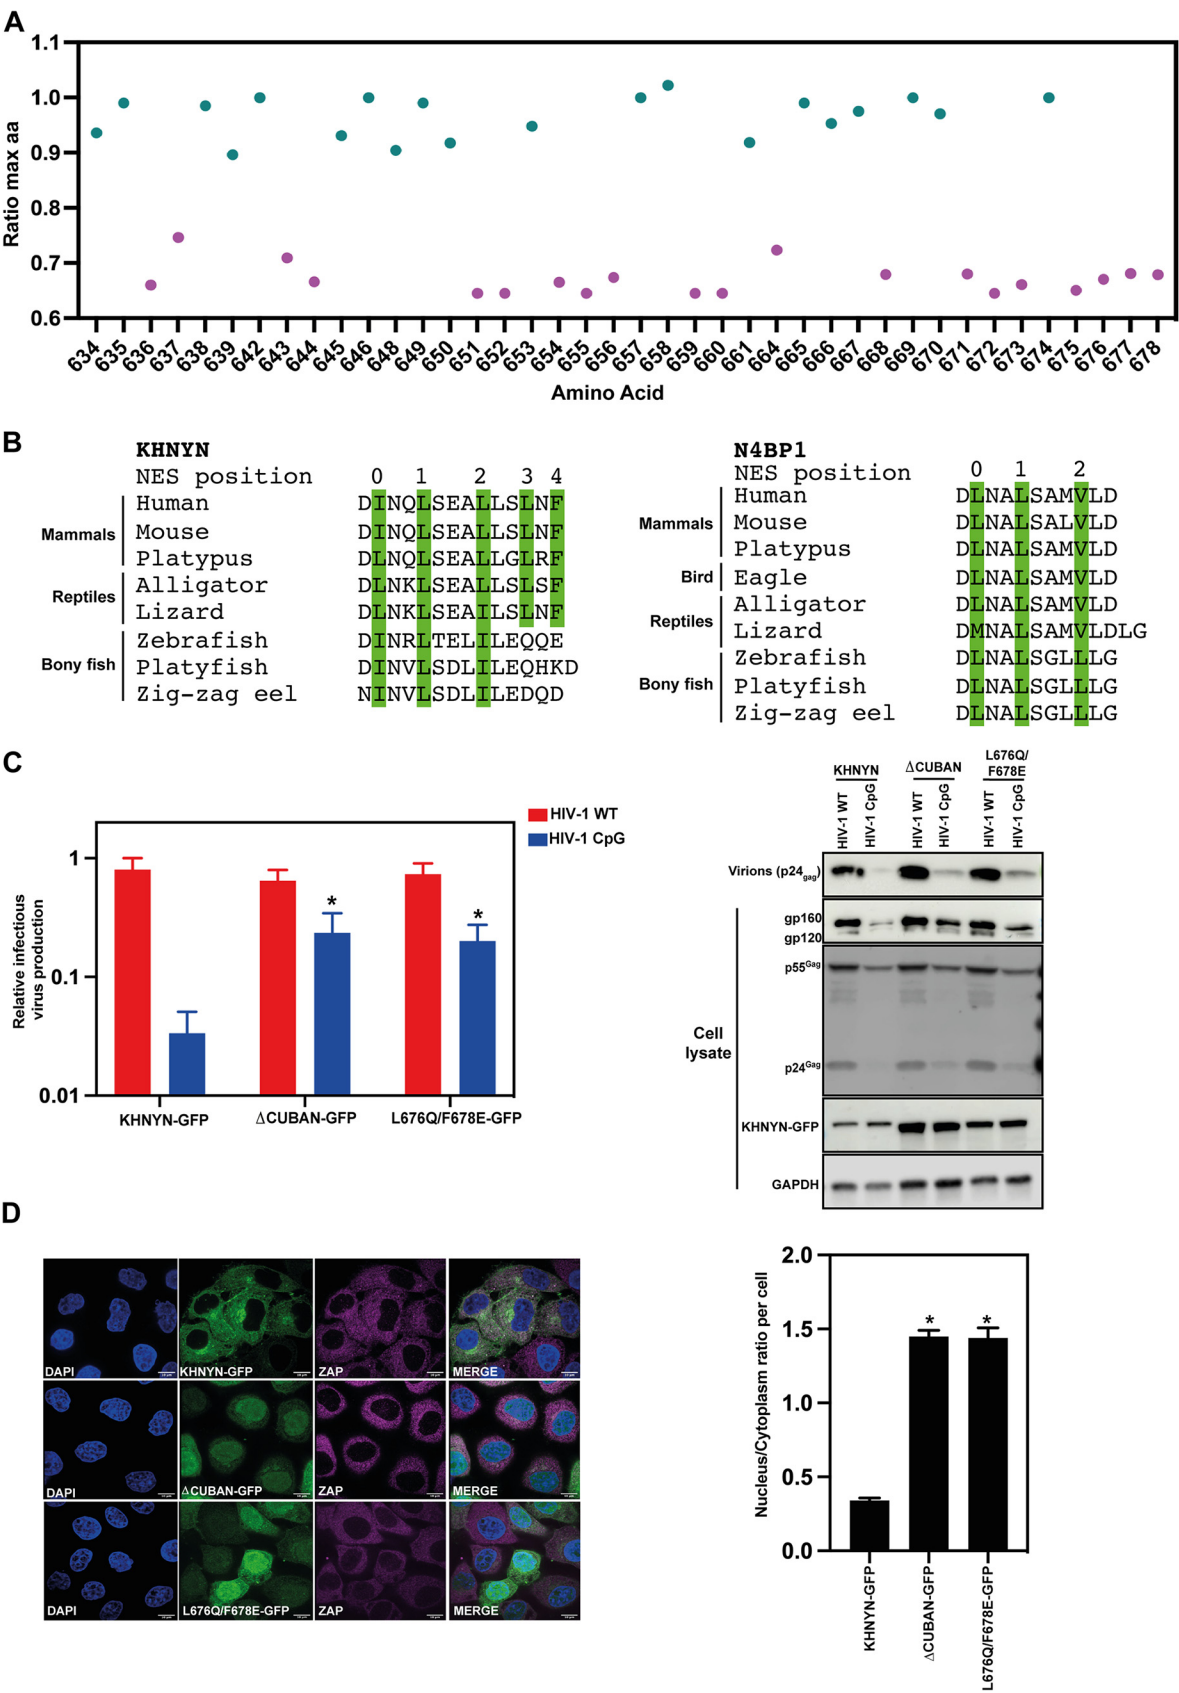 A
Ratio max aa
1.1
1.0
0.9
0.8
0.7
0.6
634 635 636 637 638 639 642 643 644 645 646 648 649 650 651 652 653 654 655 656 657 658 659 660 661 664 665 666 667 668 669 670 671 672 673 674 675 676 677 678
Amino Acid
B
KHNYN
NES position 0 1 2 3 4
Mammals
Human DINQLSEALLSLNF
Mouse DINQLSEALLSLNF
Platypus DLNQLSEALLGLRF
Reptiles
Alligator DLNKLSEALLSLSF
Lizard DLNKLSEAILSLNF
Bony fish
Zebrafish DINRLTELILEQQE
Platyfish DINVLSDLILEQHKD
Zig-zag eel NINVLSDLILEDQD
N4BP1
NES position 0 1 2
Mammals
Human DLNALSAMVLD
Mouse DLNALSALVLD
Platypus DLNALSAMVLD
Bird
Eagle DLNALSAMVLD
Reptiles
Alligator DLNALSAMVLD
Lizard DMNALSAMVLDLG
Bony fish
Zebrafish DLNALSGLLLG
Platyfish DLNALSGLLLG
Zig-zag eel DLNALSGLLLG
C
HIV-1 WT
HIV-1 CpG
Relative infectious
virus production
1
0.1
0.01
* *
KHNYN-GFP ΔCUBAN-GFP L676Q/F678E-GFP
KHNYN ΔCUBAN L676Q/
F678E
HIV-1 WT HIV-1 CpG HIV-1 WT HIV-1 CpG HIV-1 WT HIV-1 CpG
Virions (p24gag)
gp160
gp120
p55Gag
Cell
lysate
p24Gag
KHNYN-GFP
GAPDH
D
DAPI KHNYN-GFP ZAP MERGE
DAPI ΔCUBAN-GFP ZAP MERGE
DAPI L676Q/F678E-GFP ZAP MERGE
Nucleus/Cytoplasm ratio per cell
2.0
1.5
1.0
0.5
0.0
* *
KHNYN-GFP
ΔCUBAN-GFP
L676Q/F678E-GFP